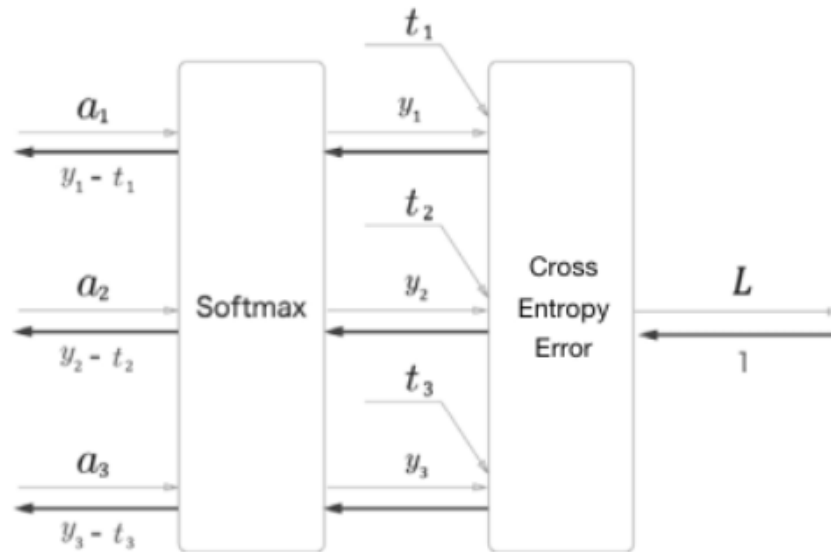 t₁
a₁
y₁
y₁ - t₁
t₂
a₂
y₂
Softmax
Cross
Entropy
Error
L
y₂ - t₂
1
t₃
a₃
y₃
y₃ - t₃